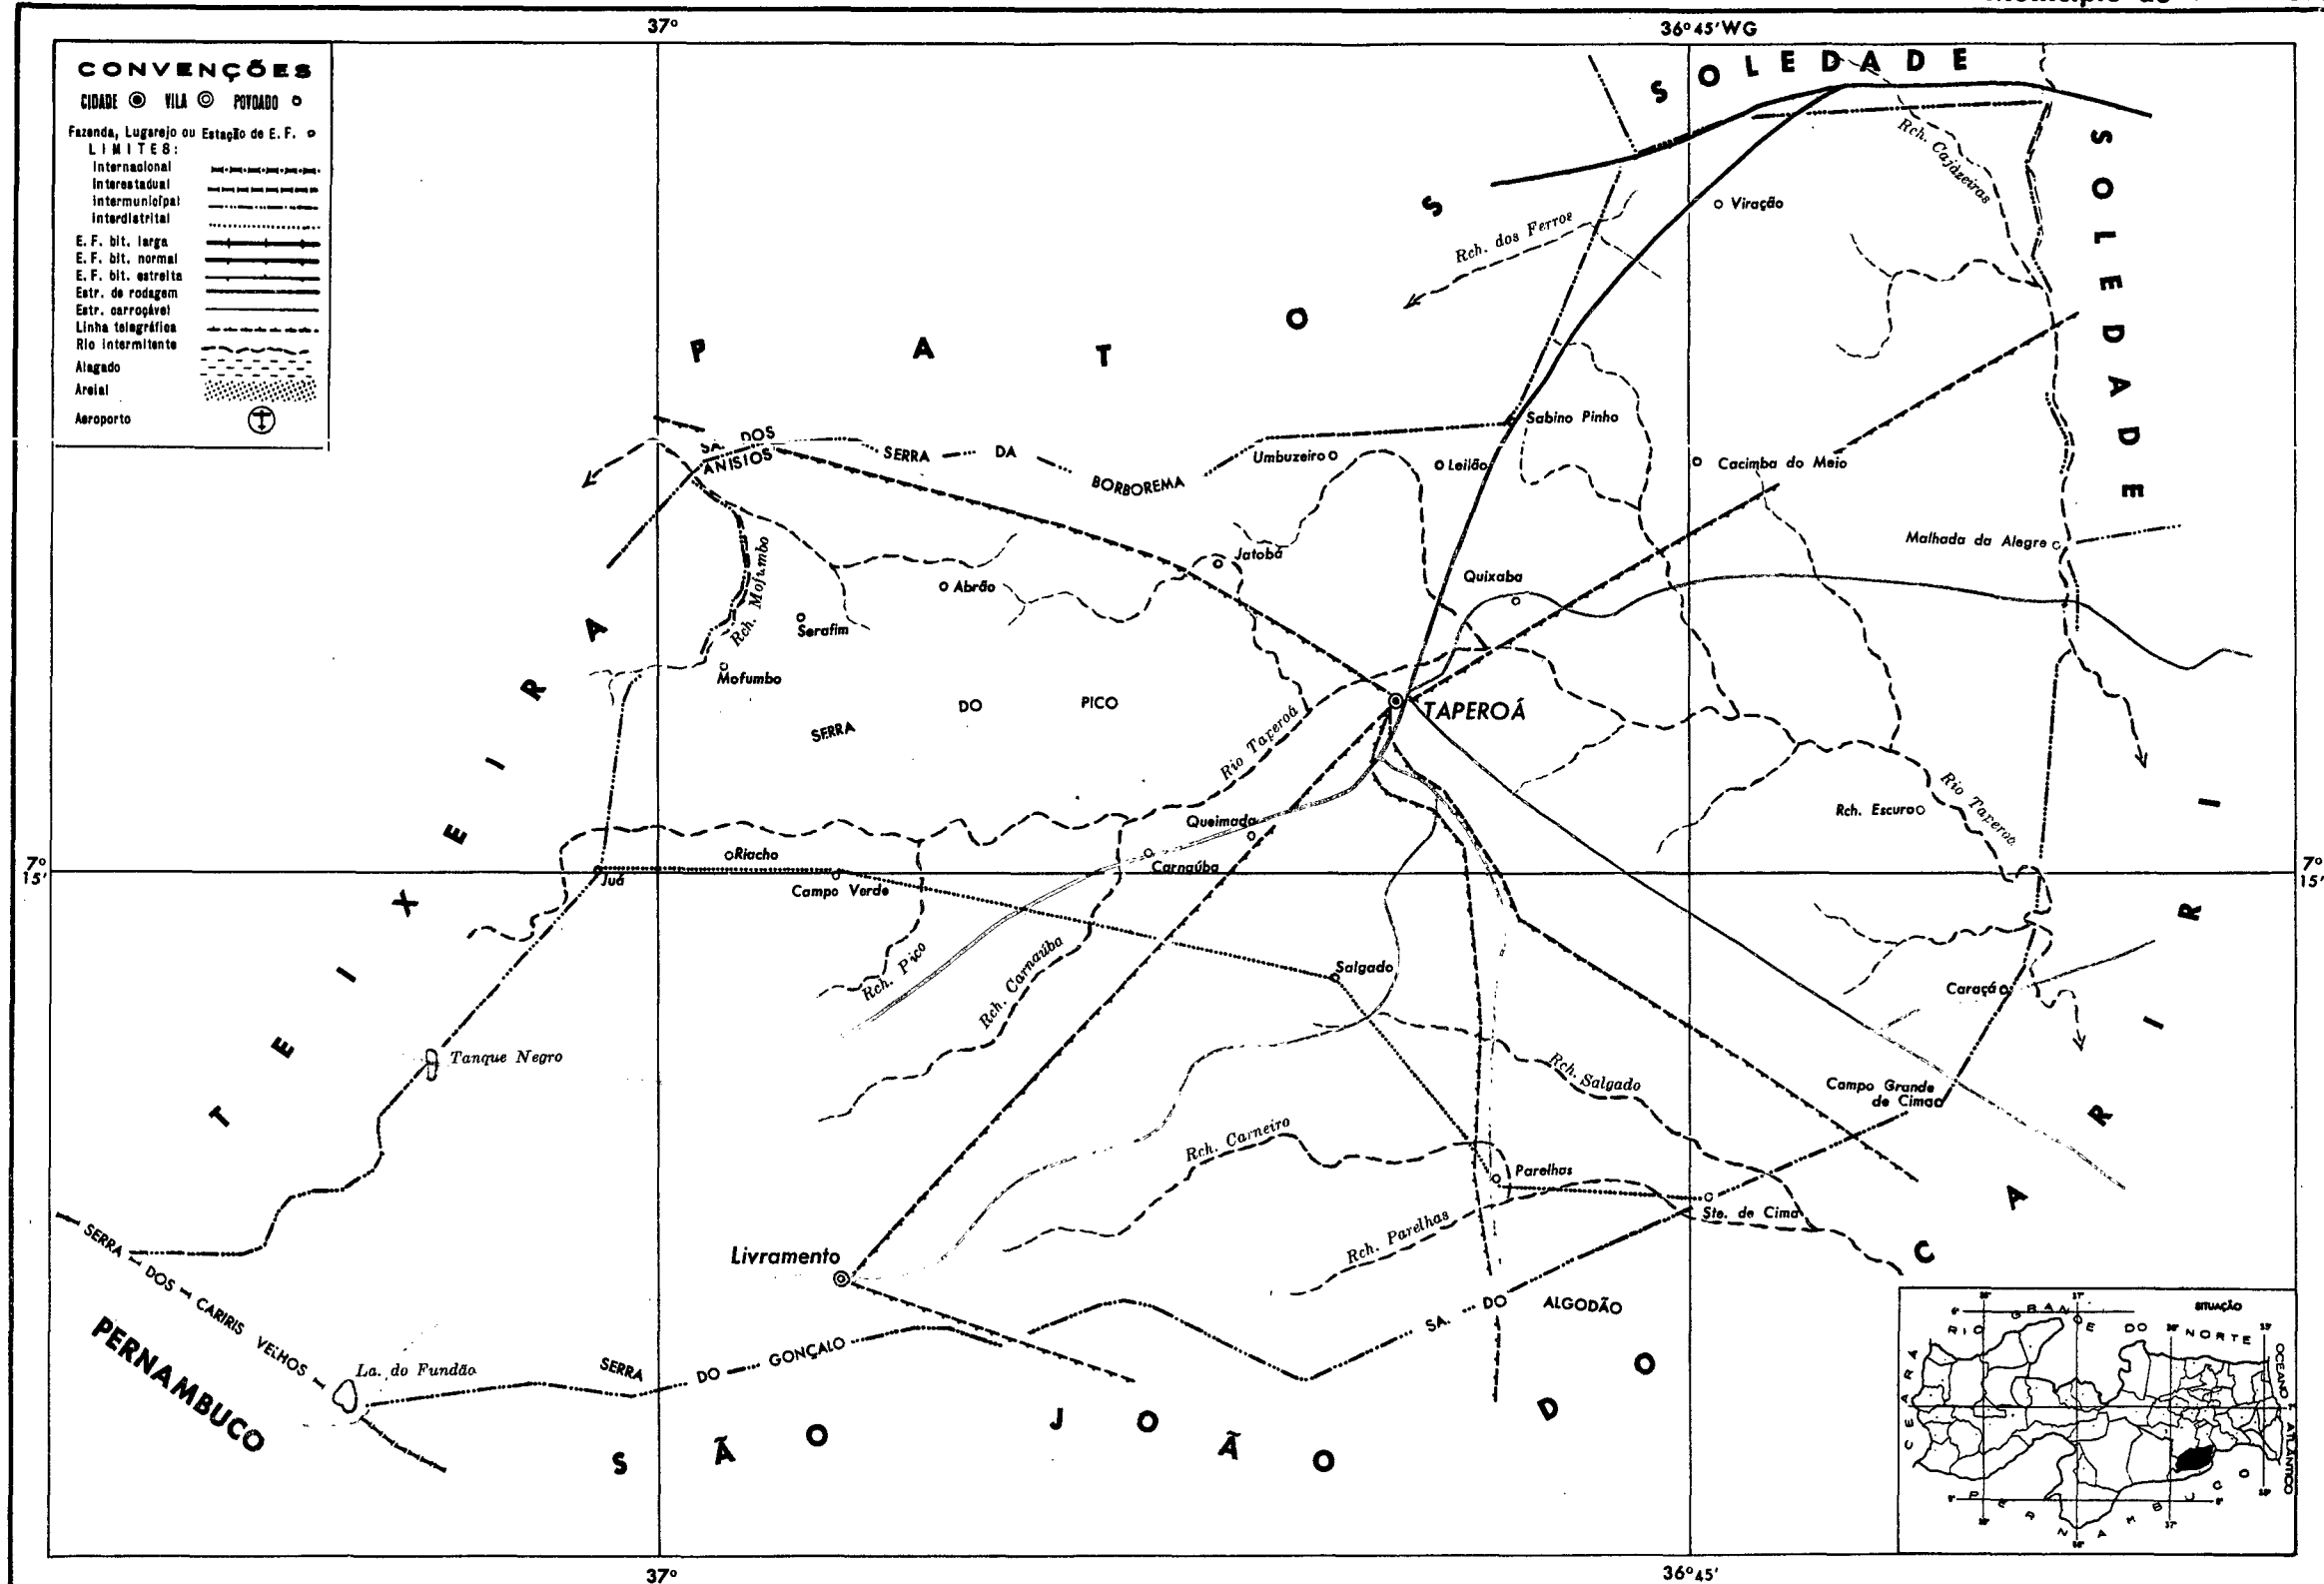 37°
36°45'WG
CONVENÇÕES
CIDADE VILA POVOADO
Fazenda, Lugarejo ou Estação de E. F.
LIMITES:
Internacional
Interestadual
Intermunicipal
Interdistrital
E. F. bit. larga
E. F. bit. normal
E. F. bit. estreita
Estr. de rodagem
Estr. carroçável
Linha telegráfica
Rio intermitente
Alagado
Areial
Aeroporto
SOLEDADE
SOLEDADE
Rch. Cajàzeiras
Viração
Rch. dos Ferros
PATOS
Sabino Pinho
SA. DOS
ANISIOS
SERRA DA
BORBOREMA
Umbuzeiro
Leilão
Cacimba do Meio
Malhada da Alegre
Jatobá
Quixaba
Abrão
Rch. Mofumbo
Serafim
Mofumbo
SERRA DO PICO
TAPEROÁ
Rio Taperoá
Rio Taperoá
Rch. Escuro
Queimada
Carnaúba
Riacho
7°
15'
7°
15'
Juá
Campo Verde
TEIXEIRA
Rch. Pico
Rch. Carnaúba
Salgado
Caraçá
Tanque Negro
Rch. Salgado
Campo Grande
de Cima
Rch. Carneiro
Parelhas
Sto. de Cima
Rch. Parelhas
CARIRI
SERRA DOS CARIRIS VELHOS
Livramento
PERNAMBUCO
La. do Fundão
SERRA DO GONÇALO
SA. DO ALGODÃO
SÃO JOÃO DO
SITUAÇÃO
RIO GRANDE DO NORTE
CEARÁ
OCEANO ATLÂNTICO
PERNAMBUCO
37°
36°45'